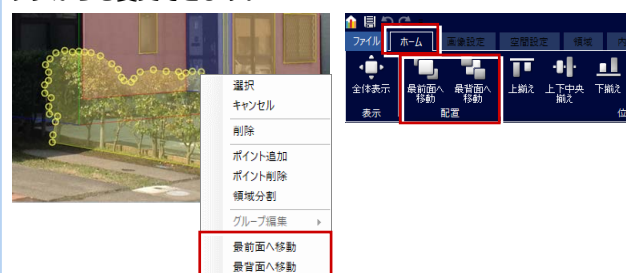 選択
キャンセル
削除
ポイント追加
ポイント削除
領域分割
グループ編集
最前面へ移動
最背面へ移動
ファイル ホーム 画像設定 空間設定 領域
全体表示 最前面へ移動 最背面へ移動 上揃え 上下中央揃え 下揃え
表示 配置